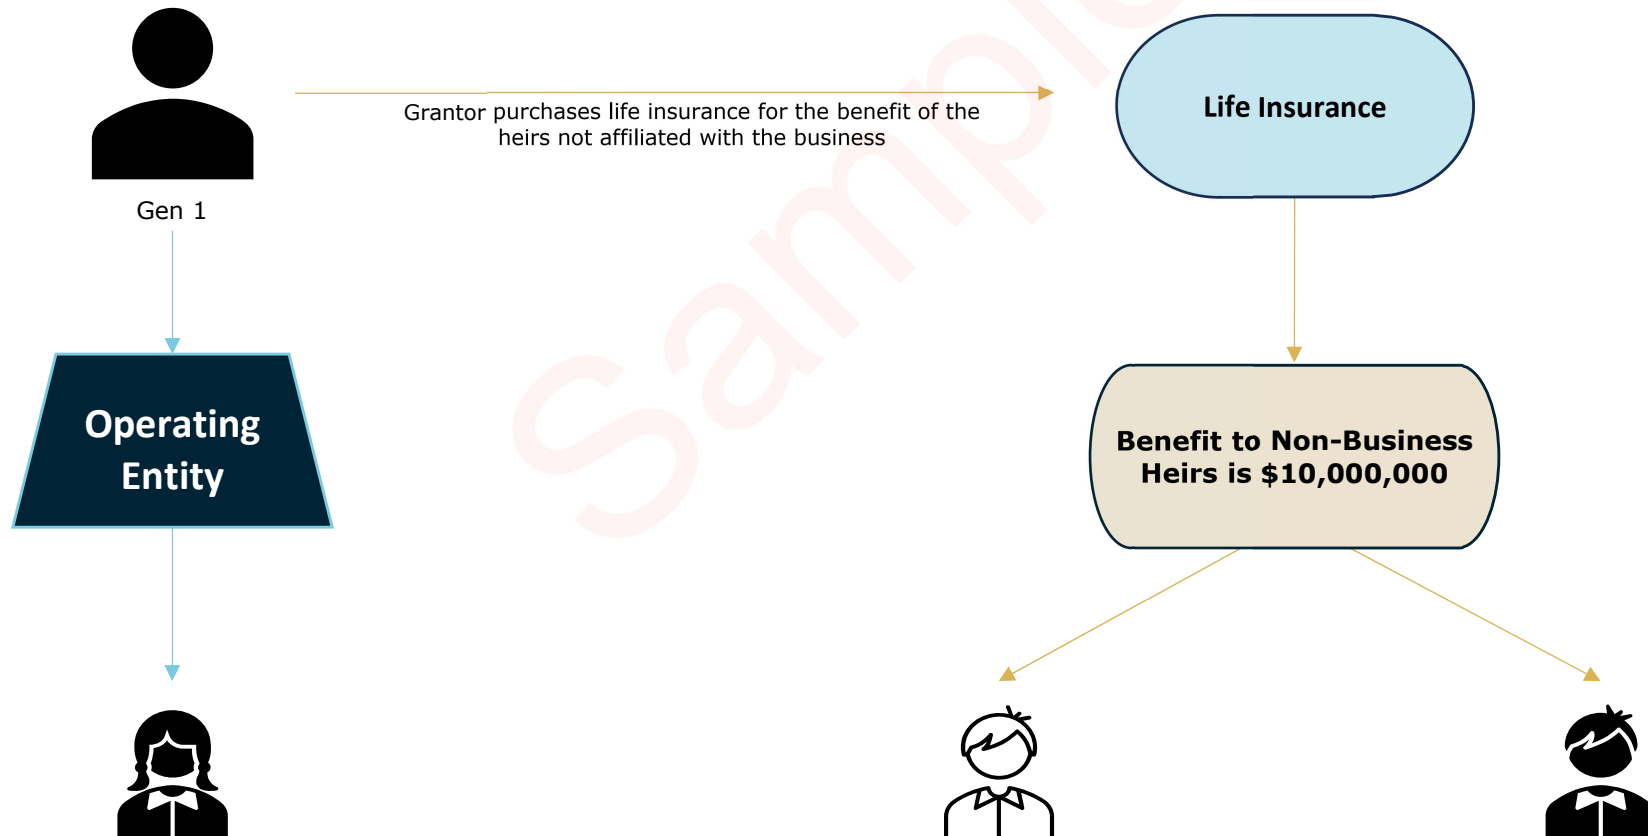 Grantor purchases life insurance for the benefit of the
heirs not affiliated with the business
Life Insurance
Gen 1
Operating
Entity
Benefit to Non-Business
Heirs is $10,000,000
Sample